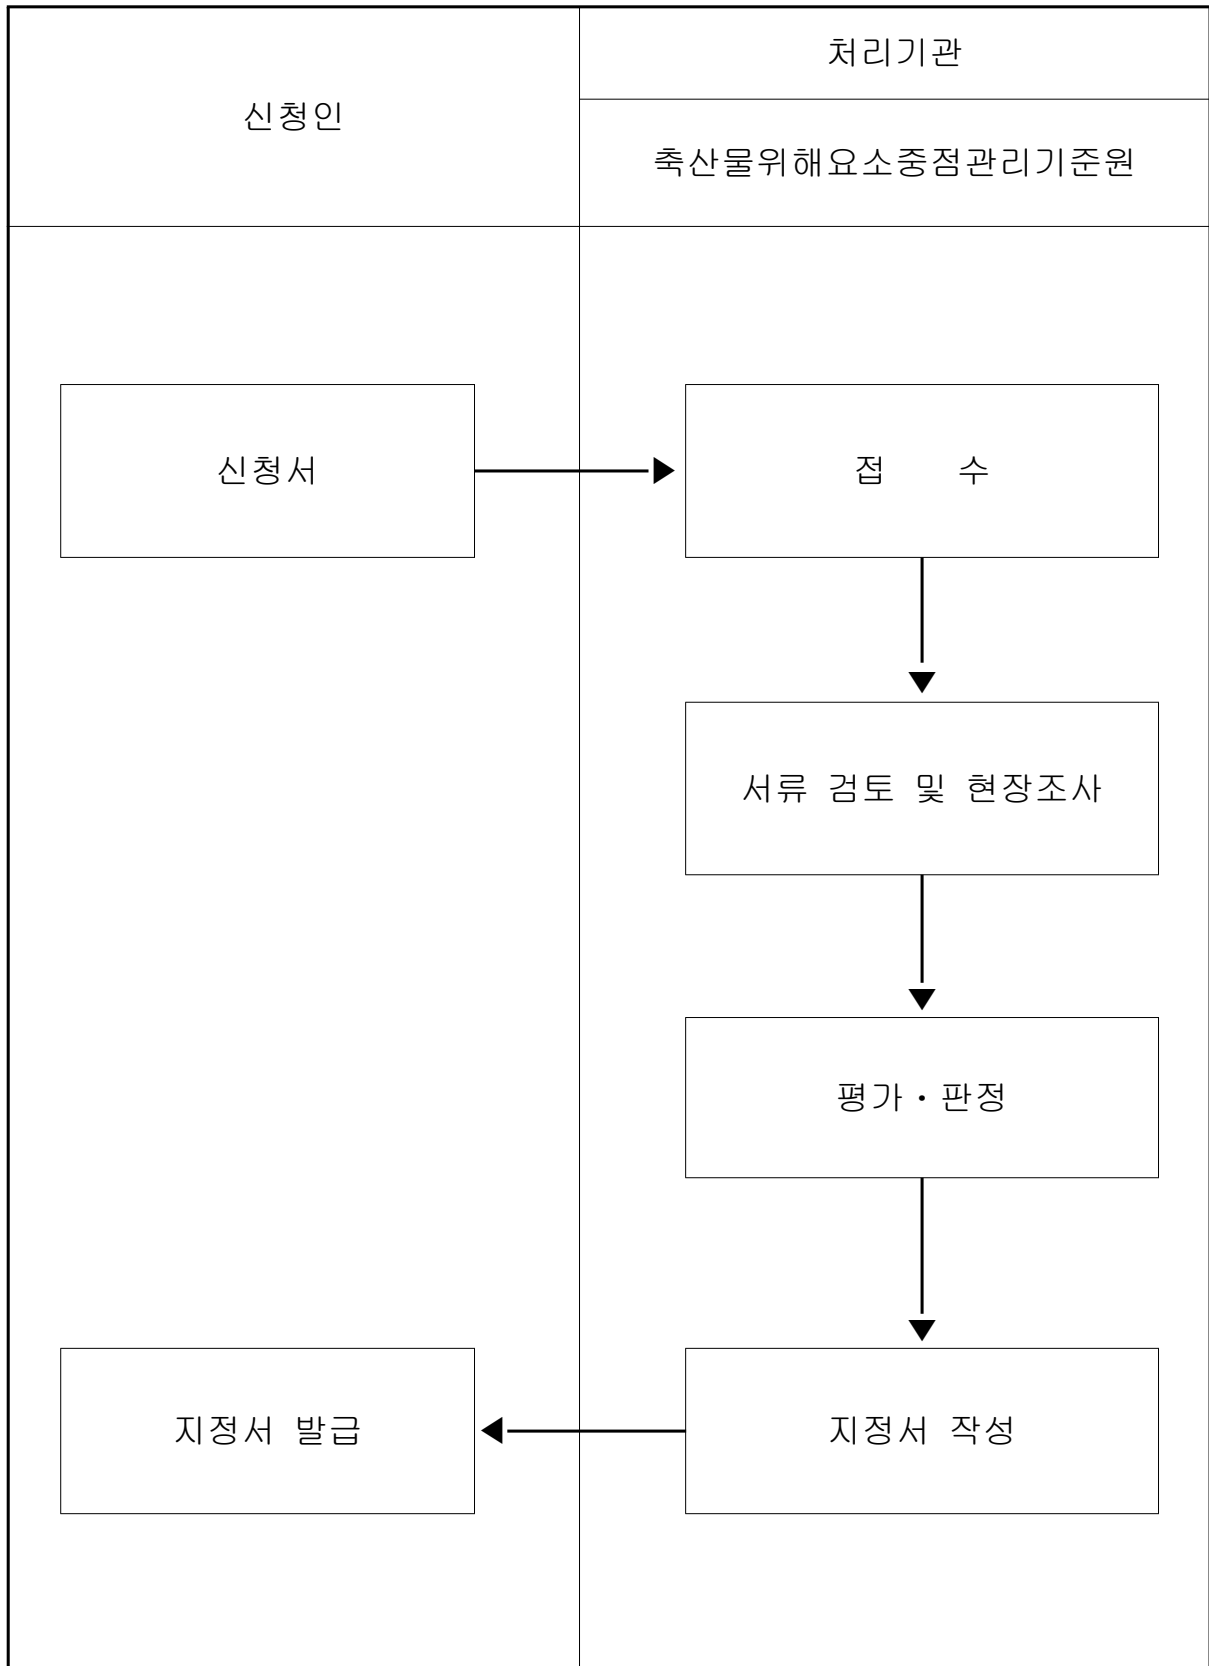 신청인
처리기관
축산물위해요소중점관리기준원
신청서
접 수
서류 검토 및 현장조사
평가·판정
지정서 발급
지정서 작성